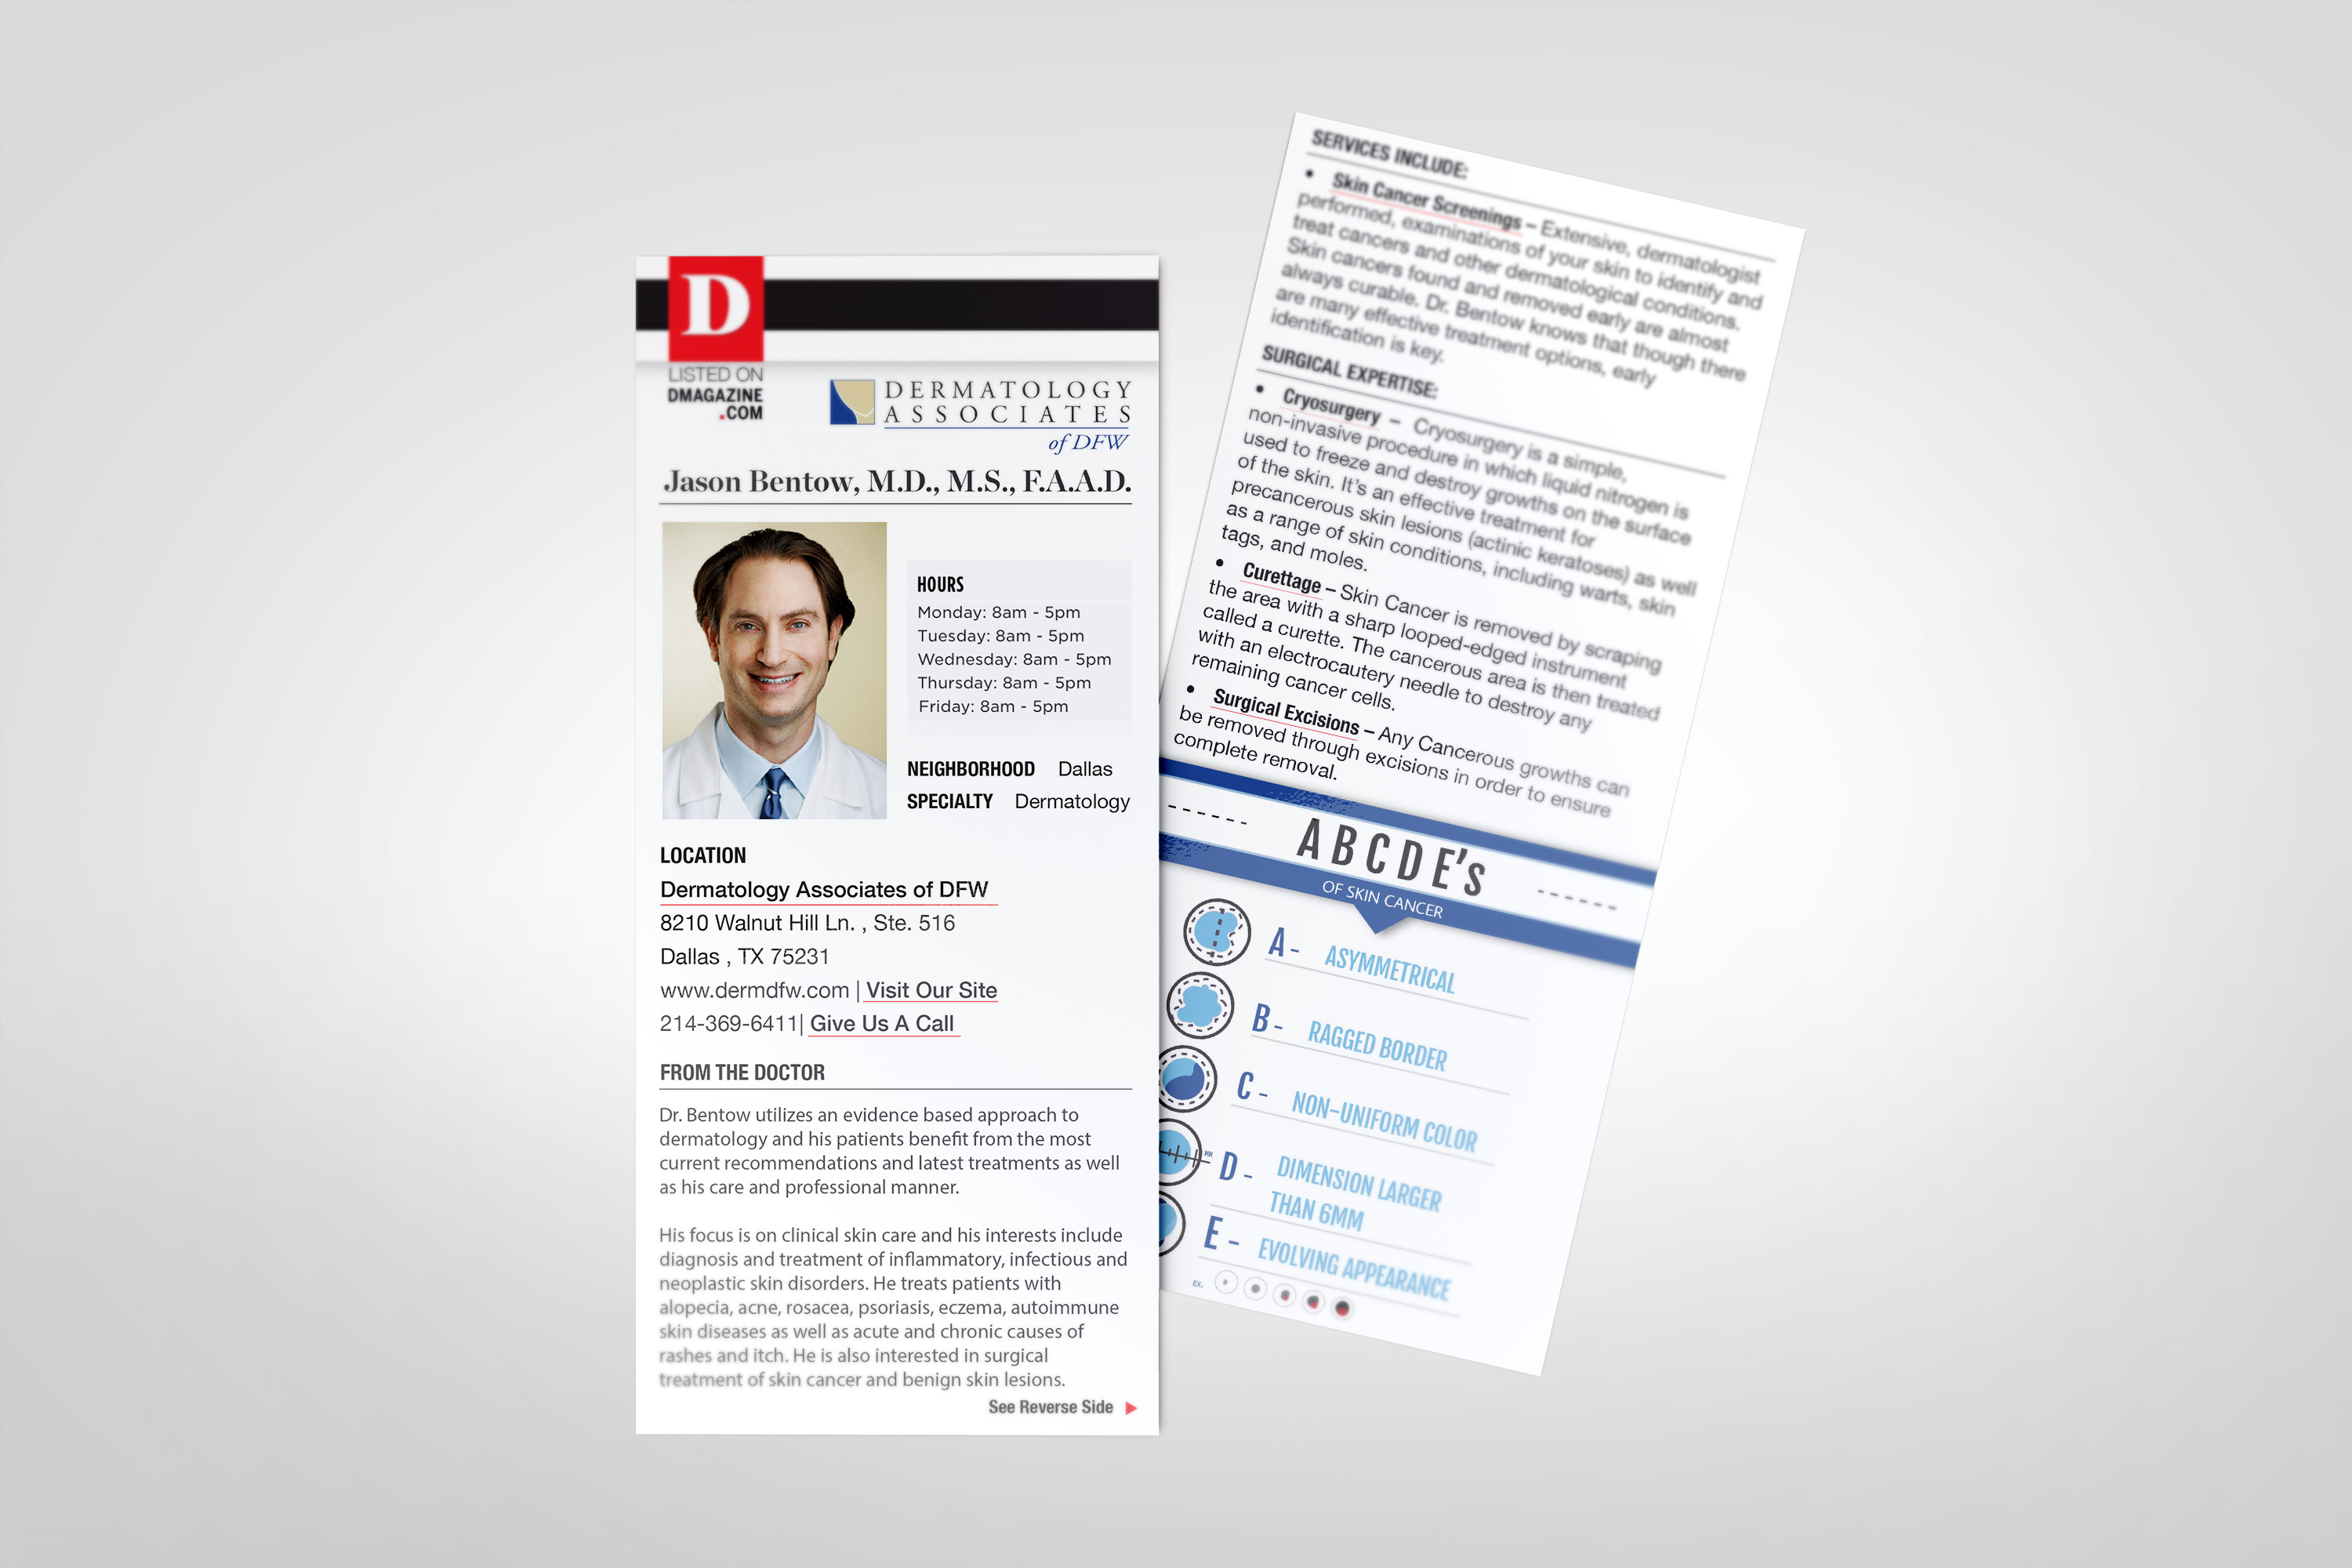 D
LISTED ON
DMAGAZINE
.COM
DERMATOLOGY
ASSOCIATES
of DFW
Jason Bentow, M.D., M.S., F.A.A.D.
HOURS
Monday: 8am - 5pm
Tuesday: 8am - 5pm
Wednesday: 8am - 5pm
Thursday: 8am - 5pm
Friday: 8am - 5pm
NEIGHBORHOOD Dallas
SPECIALTY Dermatology
LOCATION
Dermatology Associates of DFW
8210 Walnut Hill Ln. , Ste. 516
Dallas , TX 75231
www.dermdfw.com | Visit Our Site
214-369-6411| Give Us A Call
FROM THE DOCTOR
Dr. Bentow utilizes an evidence based approach to
dermatology and his patients benefit from the most
current recommendations and latest treatments as well
as his care and professional manner.
His focus is on clinical skin care and his interests include
diagnosis and treatment of inflammatory, infectious and
neoplastic skin disorders. He treats patients with
alopecia, acne, rosacea, psoriasis, eczema, autoimmune
skin diseases as well as acute and chronic causes of
rashes and itch. He is also interested in surgical
treatment of skin cancer and benign skin lesions.
See Reverse Side
SERVICES INCLUDE:
• Skin Cancer Screenings – Extensive, dermatologist
performed, examinations of your skin to identify and
treat cancers and other dermatological conditions.
Skin cancers found and removed early are almost
always curable. Dr. Bentow knows that though there
are many effective treatment options, early
identification is key.
SURGICAL EXPERTISE:
• Cryosurgery – Cryosurgery is a simple,
non-invasive procedure in which liquid nitrogen is
used to freeze and destroy growths on the surface
of the skin. It's an effective treatment for
precancerous skin lesions (actinic keratoses) as well
as a range of skin conditions, including warts, skin
tags, and moles.
• Curettage – Skin Cancer is removed by scraping
the area with a sharp looped-edged instrument
called a curette. The cancerous area is then treated
with an electrocautery needle to destroy any
remaining cancer cells.
• Surgical Excisions – Any Cancerous growths can
be removed through excisions in order to ensure
complete removal.
ABCDE's
OF SKIN CANCER
A - ASYMMETRICAL
B - RAGGED BORDER
C - NON-UNIFORM COLOR
D - DIMENSION LARGER
THAN 6MM
E - EVOLVING APPEARANCE
EX.